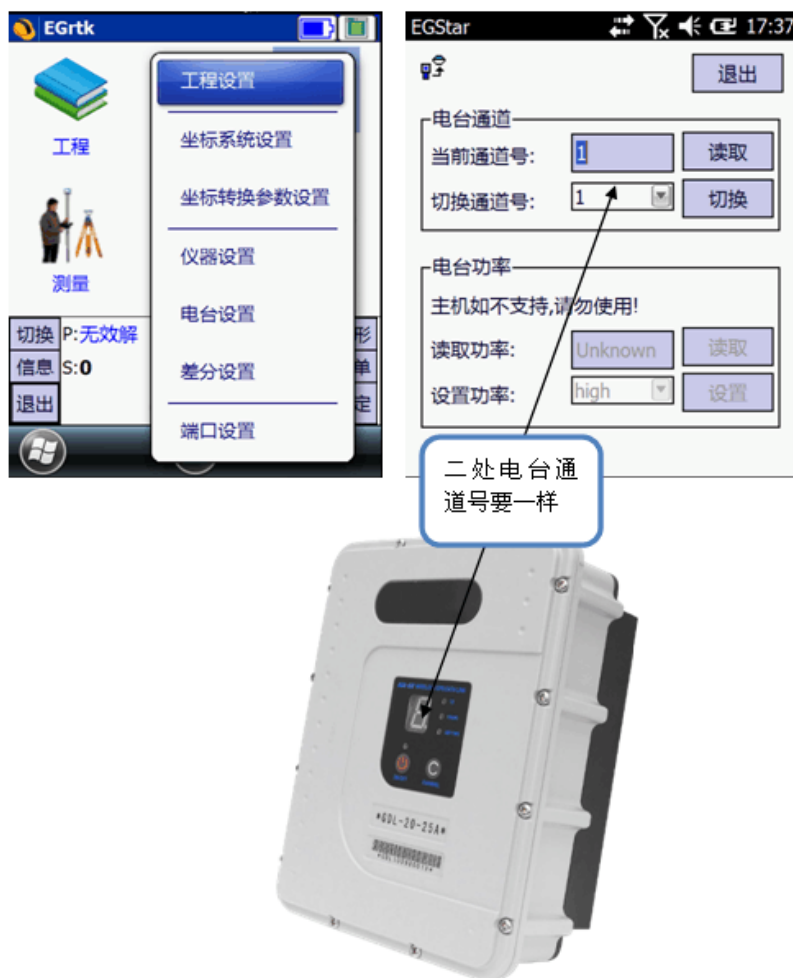 EGrtk
工程设置
坐标系统设置
坐标转换参数设置
仪器设置
电台设置
差分设置
端口设置
工程
测量
切换 P:无效解 形
信息 S:0 单
退出 定
EGStar 17:37
退出
电台通道
当前通道号: 1 读取
切换通道号: 1 切换
电台功率
主机如不支持,请勿使用!
读取功率: Unknown 读取
设置功率: high 设置
二处电台通
道号要一样
*GDL-20-25A*